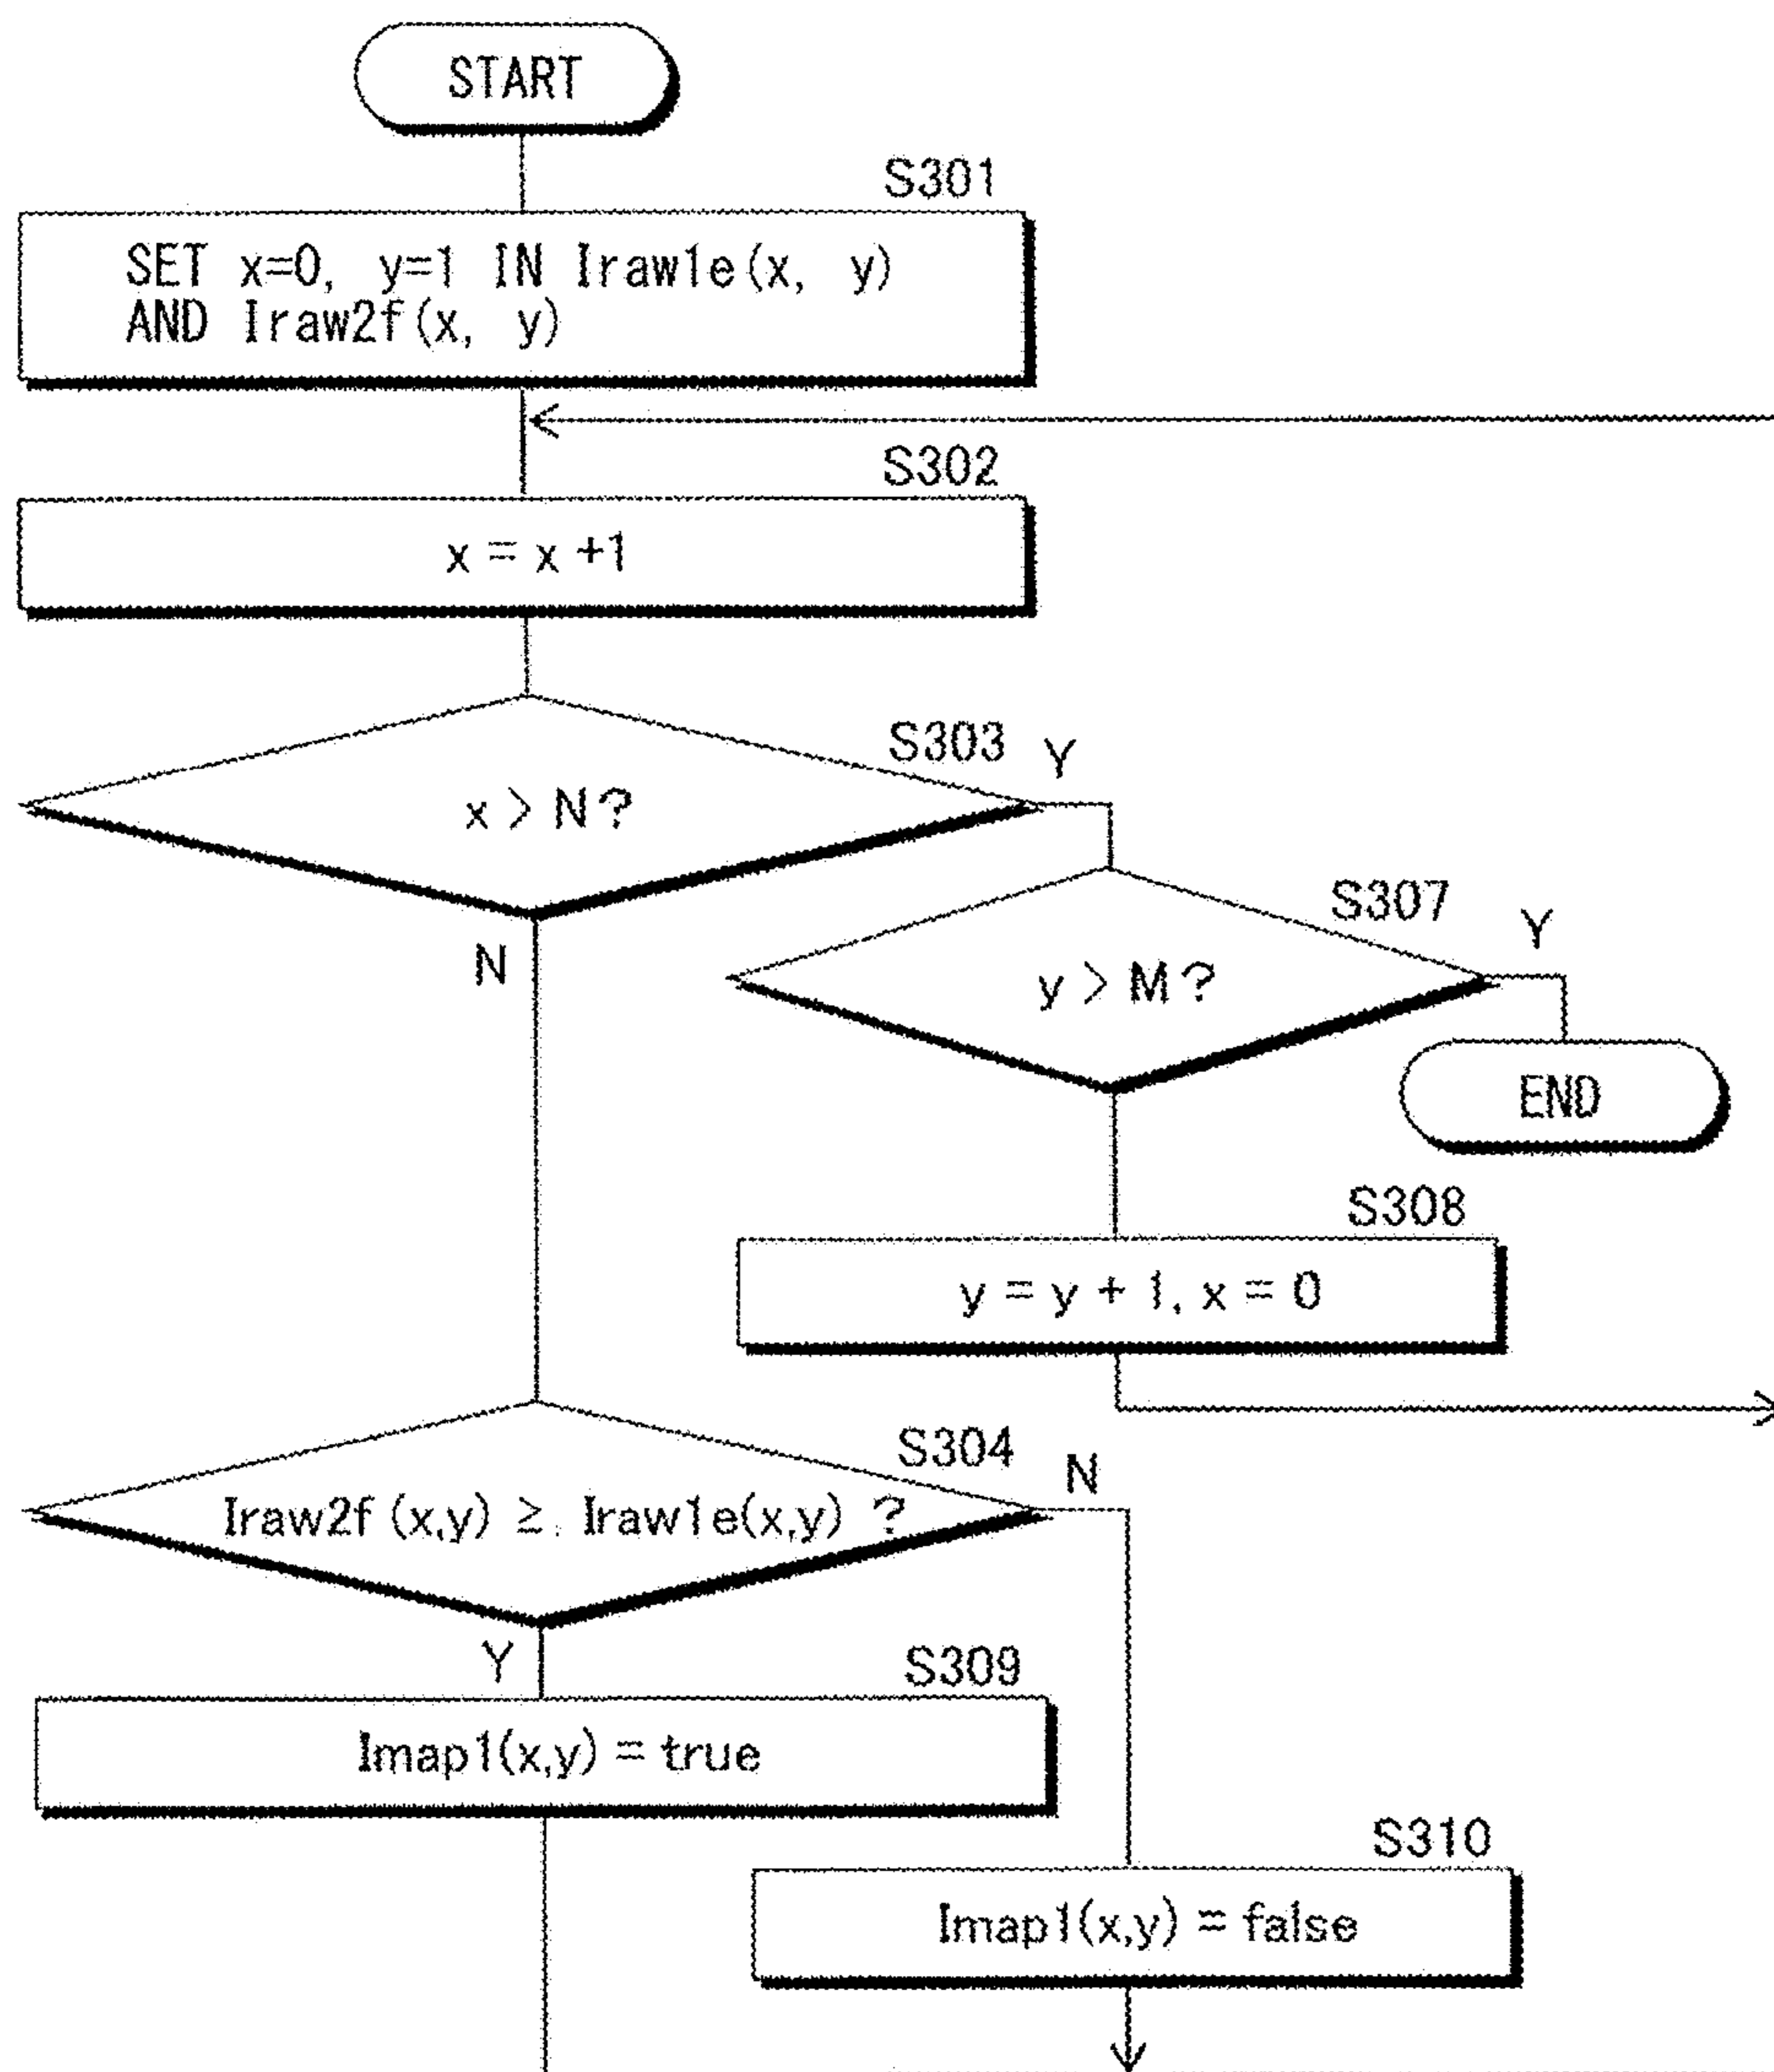 START
S301
SET x=0, y=1 IN Iraw1e(x, y)
AND Iraw2f(x, y)
S302
x = x +1
S303
Y
x > N ?
N
S307
Y
y > M ?
END
S308
y = y + 1, x = 0
S304
N
Iraw2f (x,y) ≥ Iraw1e(x,y) ?
Y
S309
Imap1(x,y) = true
S310
Imap1(x,y) = false